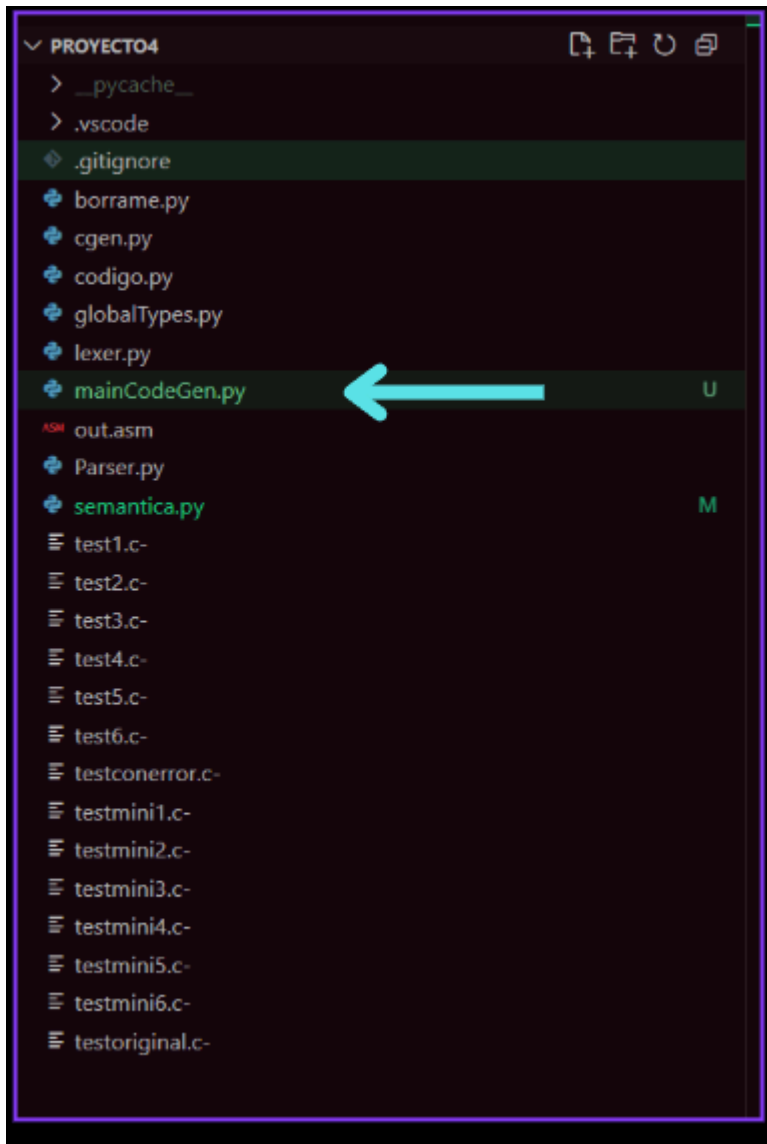 PROYECTO4
__pycache__
.vscode
.gitignore
borrame.py
cgen.py
codigo.py
globalTypes.py
lexer.py
mainCodeGen.py U
ASM out.asm
Parser.py
semantica.py M
test1.c-
test2.c-
test3.c-
test4.c-
test5.c-
test6.c-
testconerror.c-
testmini1.c-
testmini2.c-
testmini3.c-
testmini4.c-
testmini5.c-
testmini6.c-
testoriginal.c-